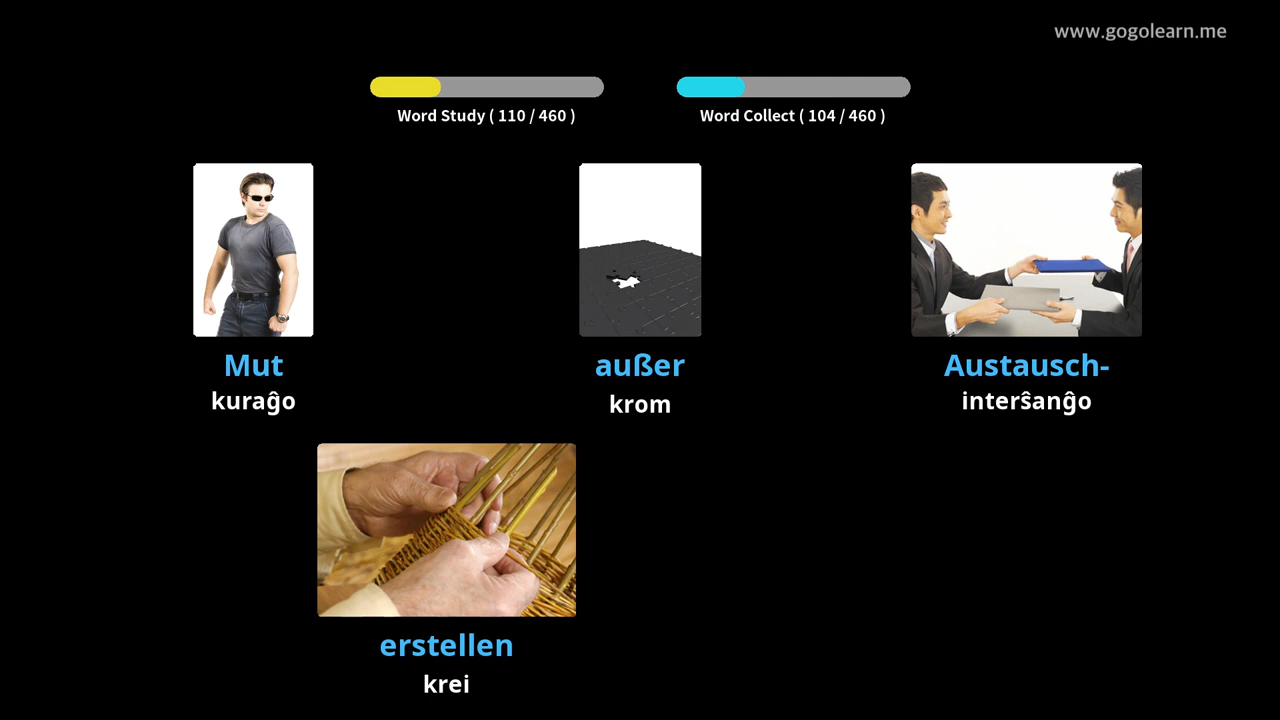 www.gogolearn.me
Word Study ( 110 / 460 )
Word Collect ( 104 / 460 )
Mut
kuraĝo
außer
krom
Austausch-
interŝanĝo
erstellen
krei